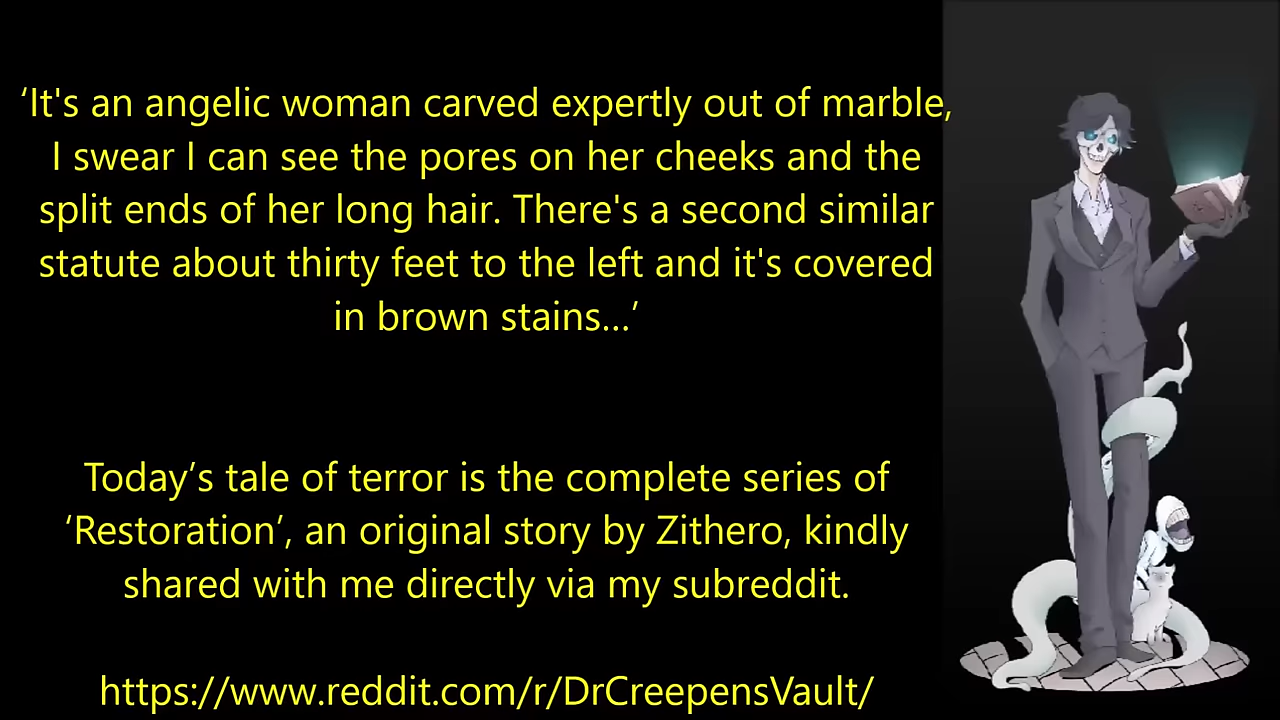 ‘It's an angelic woman carved expertly out of marble,
I swear I can see the pores on her cheeks and the
split ends of her long hair. There's a second similar
statute about thirty feet to the left and it's covered
in brown stains...’
Today’s tale of terror is the complete series of
‘Restoration’, an original story by Zithero, kindly
shared with me directly via my subreddit.
https://www.reddit.com/r/DrCreepensVault/